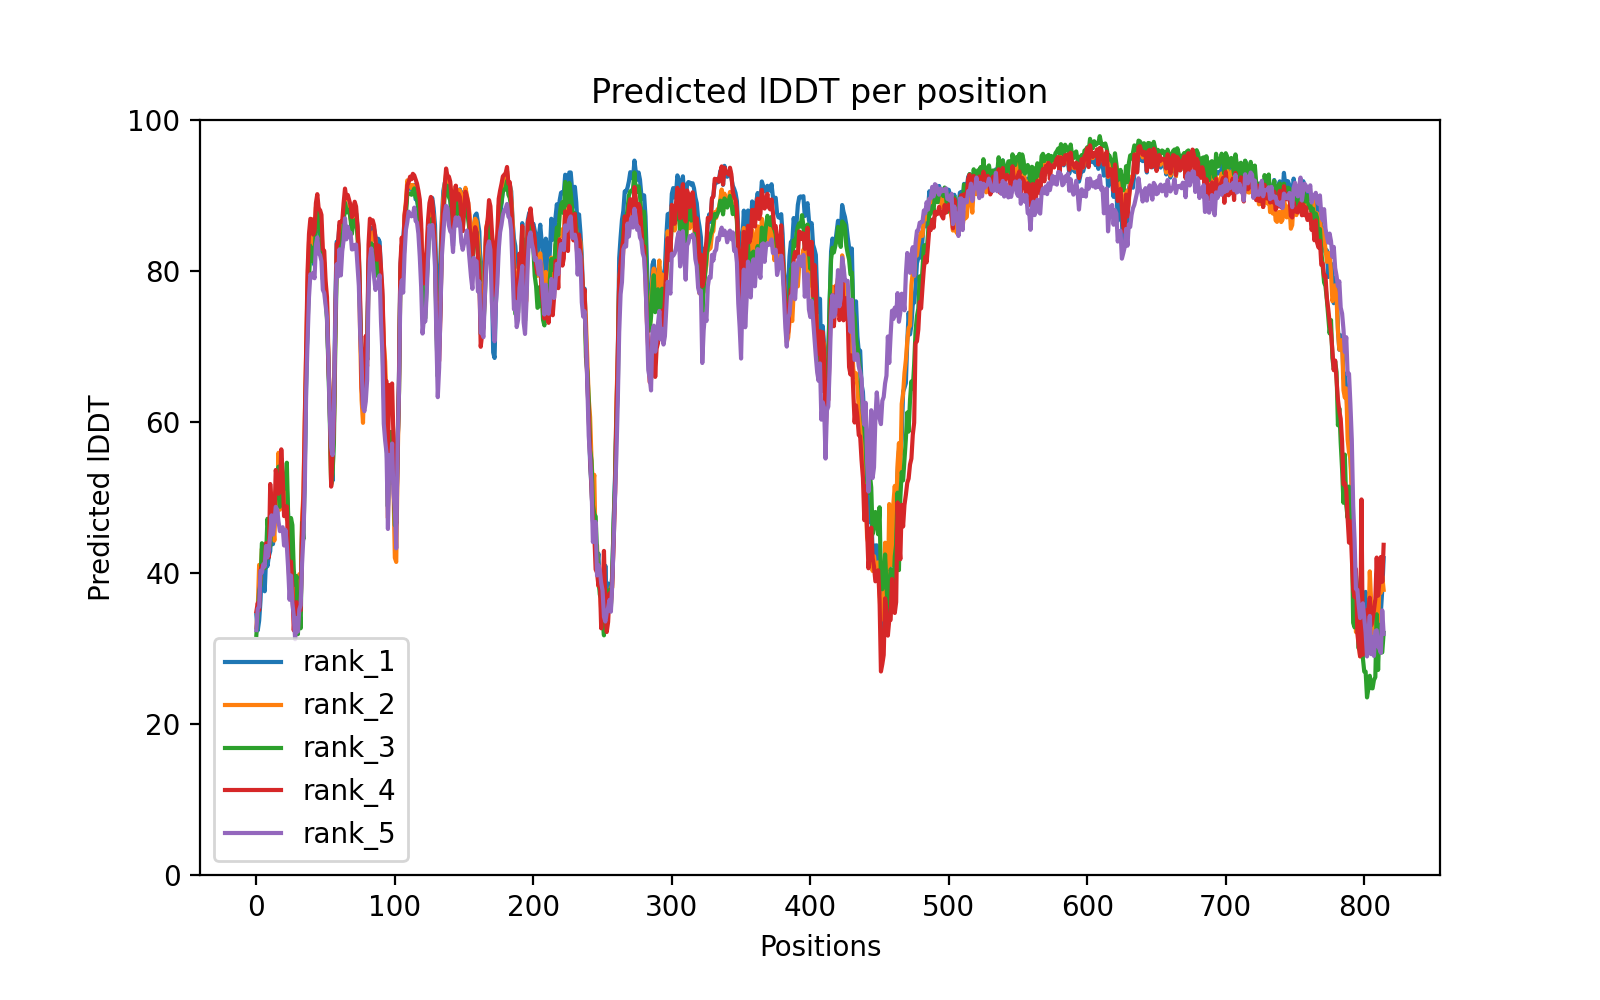 Predicted lDDT per position
100
80
60
40
20
0
Predicted lDDT
rank_1
rank_2
rank_3
rank_4
rank_5
0 100 200 300 400 500 600 700 800
Positions